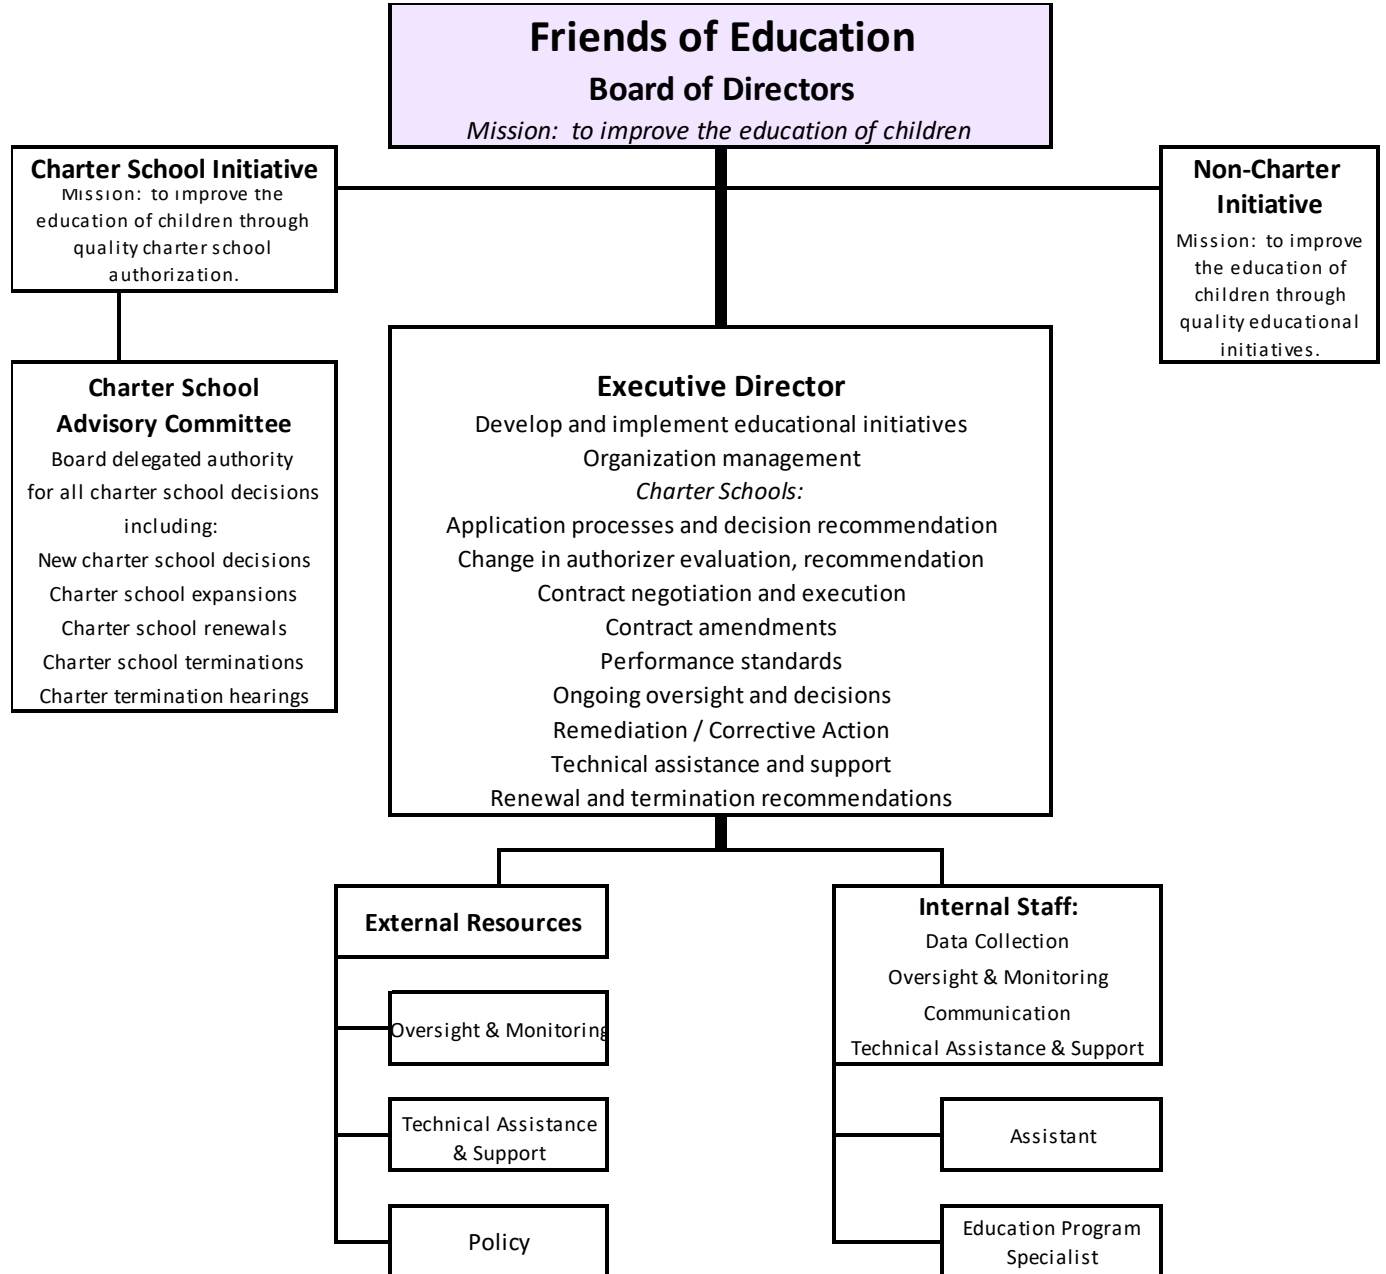 Friends of Education
Board of Directors
Mission: to improve the education of children
Charter School Initiative
Mission: to improve the
education of children through
quality charter school
authorization.
Non-Charter
Initiative
Mission: to improve
the education of
children through
quality educational
initiatives.
Charter School
Advisory Committee
Board delegated authority
for all charter school decisions
including:
New charter school decisions
Charter school expansions
Charter school renewals
Charter school terminations
Charter termination hearings
Executive Director
Develop and implement educational initiatives
Organization management
Charter Schools:
Application processes and decision recommendation
Change in authorizer evaluation, recommendation
Contract negotiation and execution
Contract amendments
Performance standards
Ongoing oversight and decisions
Remediation / Corrective Action
Technical assistance and support
Renewal and termination recommendations
External Resources
Oversight & Monitoring
Technical Assistance
& Support
Policy
Internal Staff:
Data Collection
Oversight & Monitoring
Communication
Technical Assistance & Support
Assistant
Education Program
Specialist